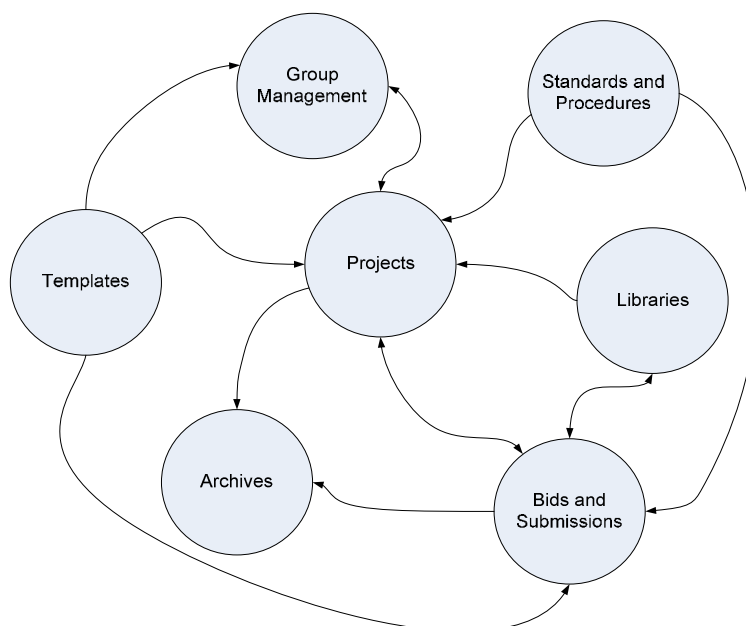 Group
Management
Standards and
Procedures
Templates
Projects
Libraries
Archives
Bids and
Submissions